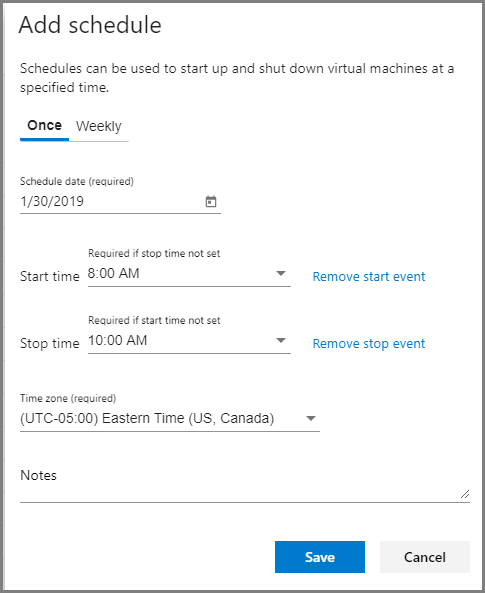 Add schedule
Schedules can be used to start up and shut down virtual machines at a
specified time.
Once Weekly
Schedule date (required)
1/30/2019
Required if stop time not set
Start time 8:00 AM Remove start event
Required if start time not set
Stop time 10:00 AM Remove stop event
Time zone (required)
(UTC-05:00) Eastern Time (US, Canada)
Notes
Save Cancel